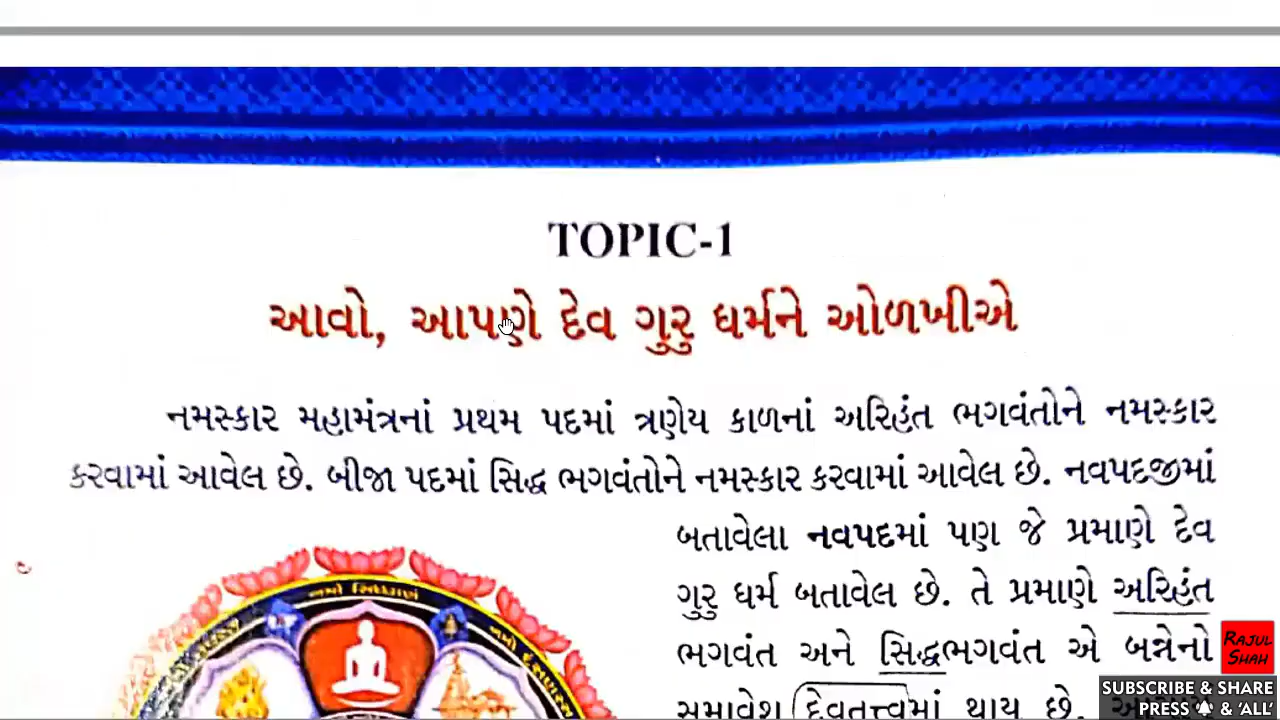 TOPIC-1
આવો, આપણે દેવ ગુરુ ધર્મને ઓળખીએ
નમસ્કાર મહામંત્રનાં પ્રથમ પદમાં ત્રણેય કાળનાં અરિહંત ભગવંતોને નમસ્કાર
કરવામાં આવેલ છે. બીજા પદમાં સિદ્ધ ભગવંતોને નમસ્કાર કરવામાં આવેલ છે. નવપદજીમાં
બતાવેલા નવપદમાં પણ જે પ્રમાણે દેવ
ગુરુ ધર્મ બતાવેલ છે. તે પ્રમાણે અરિહંત
ભગવંત અને સિદ્ધભગવંત એ બન્નેનો
સમાવેશ દેવતત્ત્વમાં થાય છે.
RAJUL
SHAH
SUBSCRIBE & SHARE
PRESS & 'ALL'